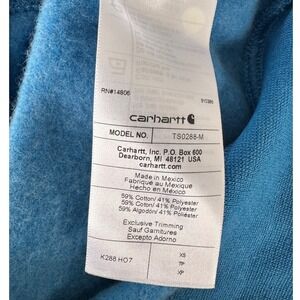 RN#14806
carhartt
MODEL NO. TS0288-M
Carhartt, Inc. P.O. Box 600
Dearborn, MI 48121 USA
carhartt.com
Made in Mexico
Fabriqué au Mexique
Hecho en México
59% Cotton/ 41% Polyester
59% Coton/ 41% Polyester
59% Algodón/ 41% Poliéster
Exclusive Trimming
Sauf Garnitures
Excepto Adorno
K288 HO7
XS
TP
XP